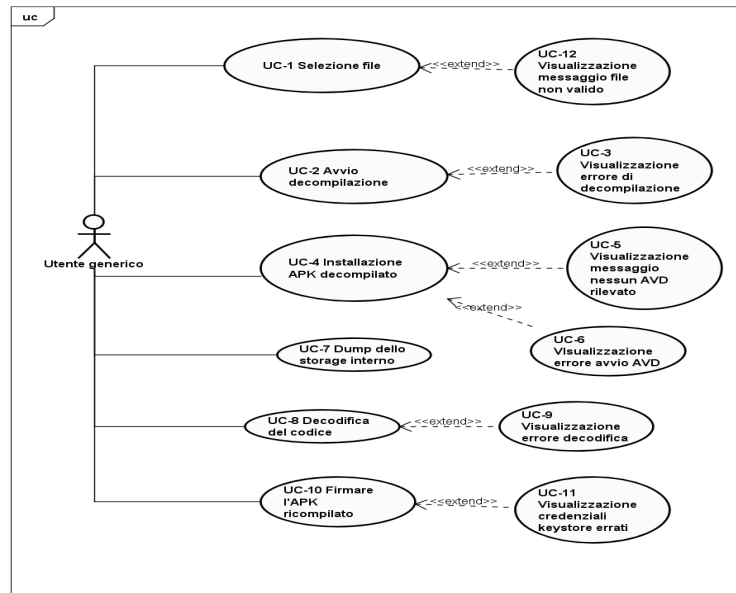 uc
UC-1 Selezione file
<<extend>>
UC-12
Visualizzazione
messaggio file
non valido
UC-2 Avvio
decompilazione
<<extend>>
UC-3
Visualizzazione
errore di
decompilazione
Utente generico
UC-4 Installazione
APK decompilato
<<extend>>
UC-5
Visualizzazione
messaggio
nessun AVD
rilevato
<<extend>>
UC-6
Visualizzazione
errore avvio AVD
UC-7 Dump dello
storage interno
UC-8 Decodifica
del codice
<<extend>>
UC-9
Visualizzazione
errore decodifica
UC-10 Firmare
l'APK
ricompilato
<<extend>>
UC-11
Visualizzazione
credenziali
keystore errati